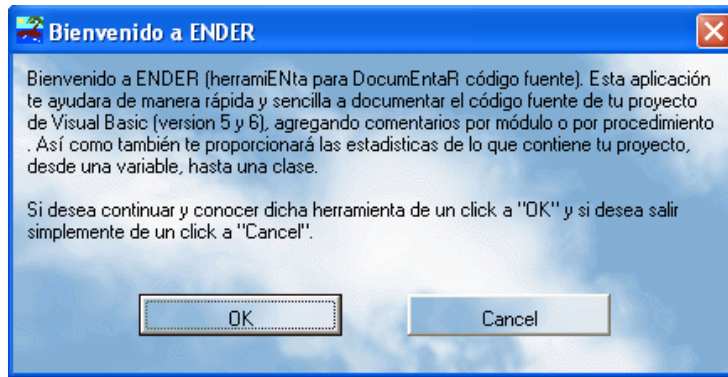 Bienvenido a ENDER
Bienvenido a ENDER (herramiENta para DocumEntaR código fuente). Esta aplicación
te ayudara de manera rápida y sencilla a documentar el código fuente de tu proyecto
de Visual Basic (version 5 y 6), agregando comentarios por módulo o por procedimiento
. Así como también te proporcionará las estadisticas de lo que contiene tu proyecto,
desde una variable, hasta una clase.
Si desea continuar y conocer dicha herramienta de un click a "OK" y si desea salir
simplemente de un click a "Cancel".
OK
Cancel